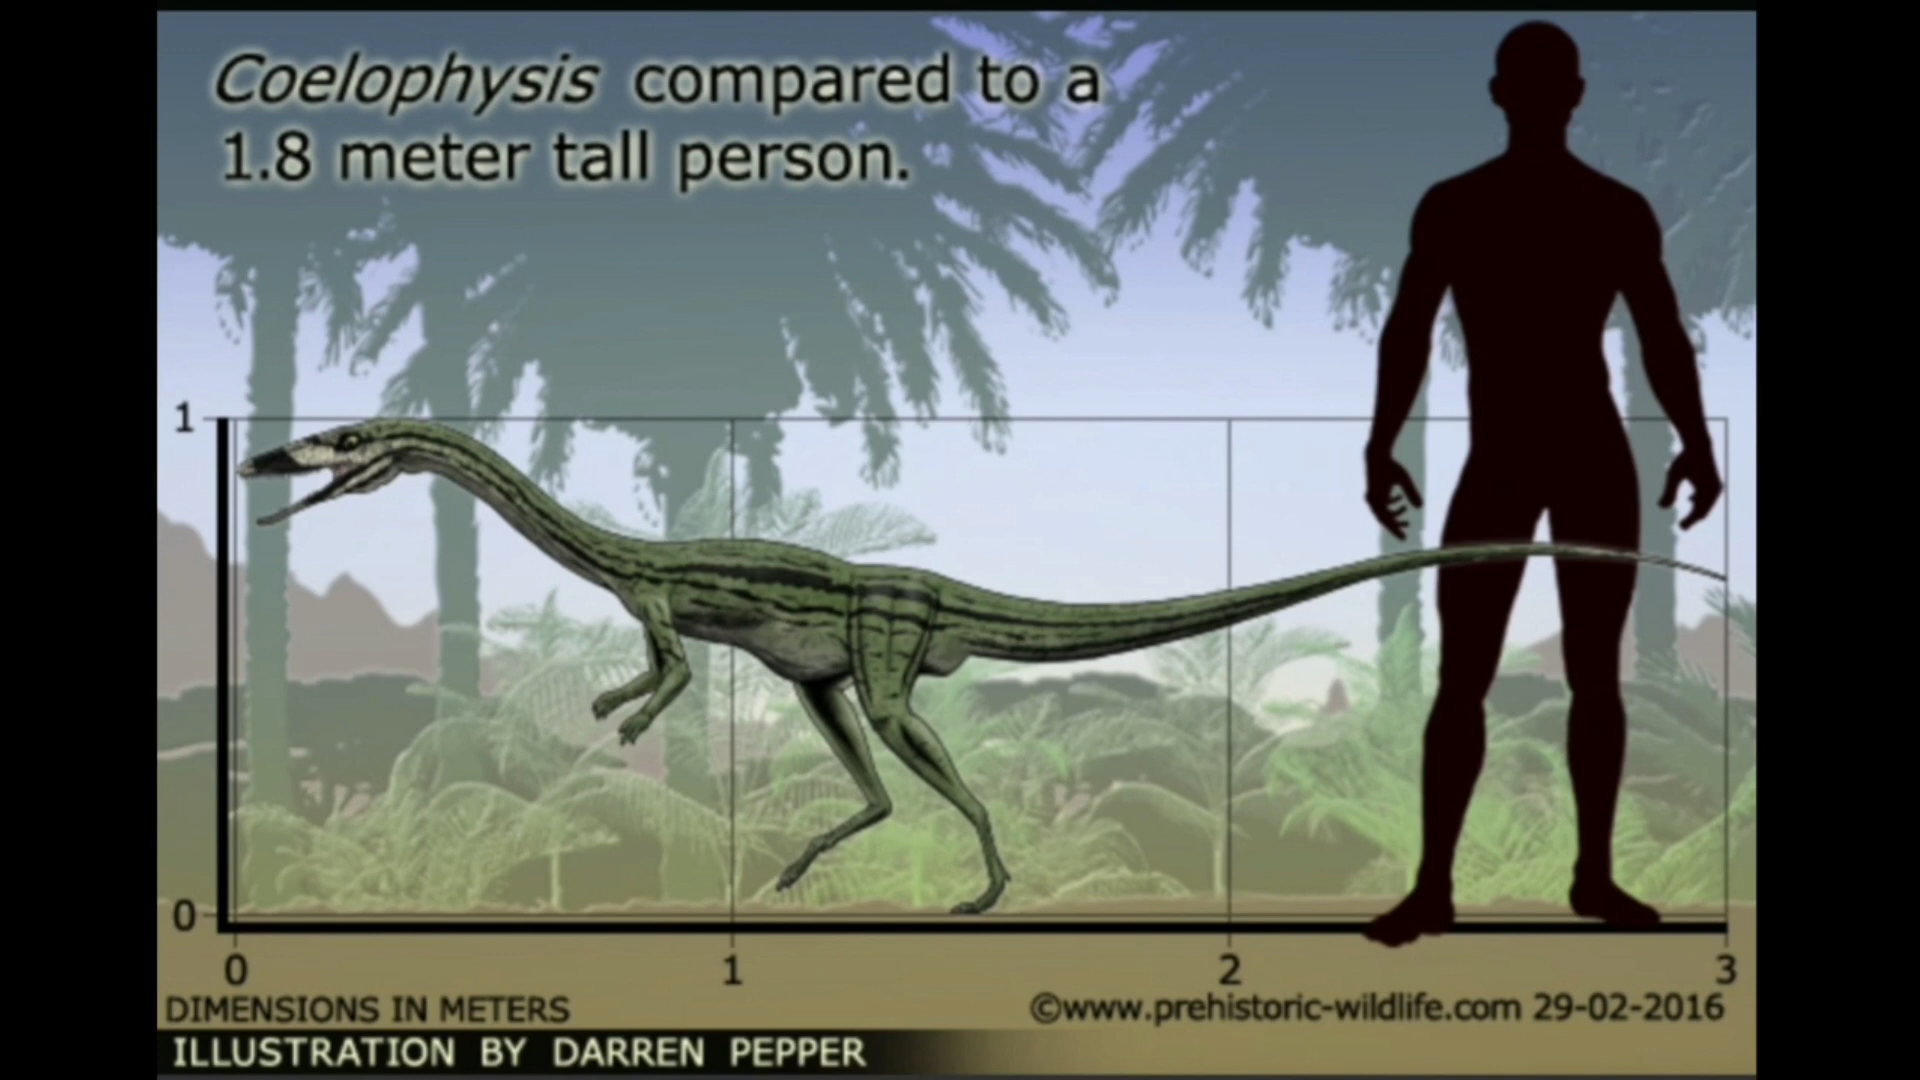 Coelophysis compared to a
1.8 meter tall person.
1
0
0 1 2 3
DIMENSIONS IN METERS
©www.prehistoric-wildlife.com 29-02-2016
ILLUSTRATION BY DARREN PEPPER